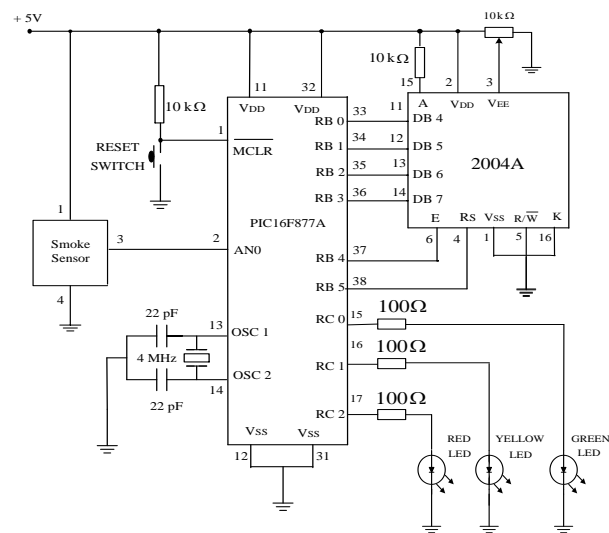 + 5V
10 kΩ
10 kΩ
10 kΩ
15
2
3
11
32
VDD
VDD
A
VDD
VEE
RB 0
33
11
DB 4
1
MCLR
RB 1
34
12
DB 5
2004A
RESET
SWITCH
RB 2
35
13
DB 6
RB 3
36
14
DB 7
PIC16F877A
E
RS
VSS
R/W
K
6
4
1
5
16
1
Smoke
Sensor
3
2
AN0
4
RB 4
37
RB 5
38
RC 0
15
100Ω
22 pF
13
OSC 1
4 MHz
OSC 2
14
22 pF
RC 1
16
100Ω
RC 2
17
100Ω
VSS
VSS
12
31
RED
LED
YELLOW
LED
GREEN
LED